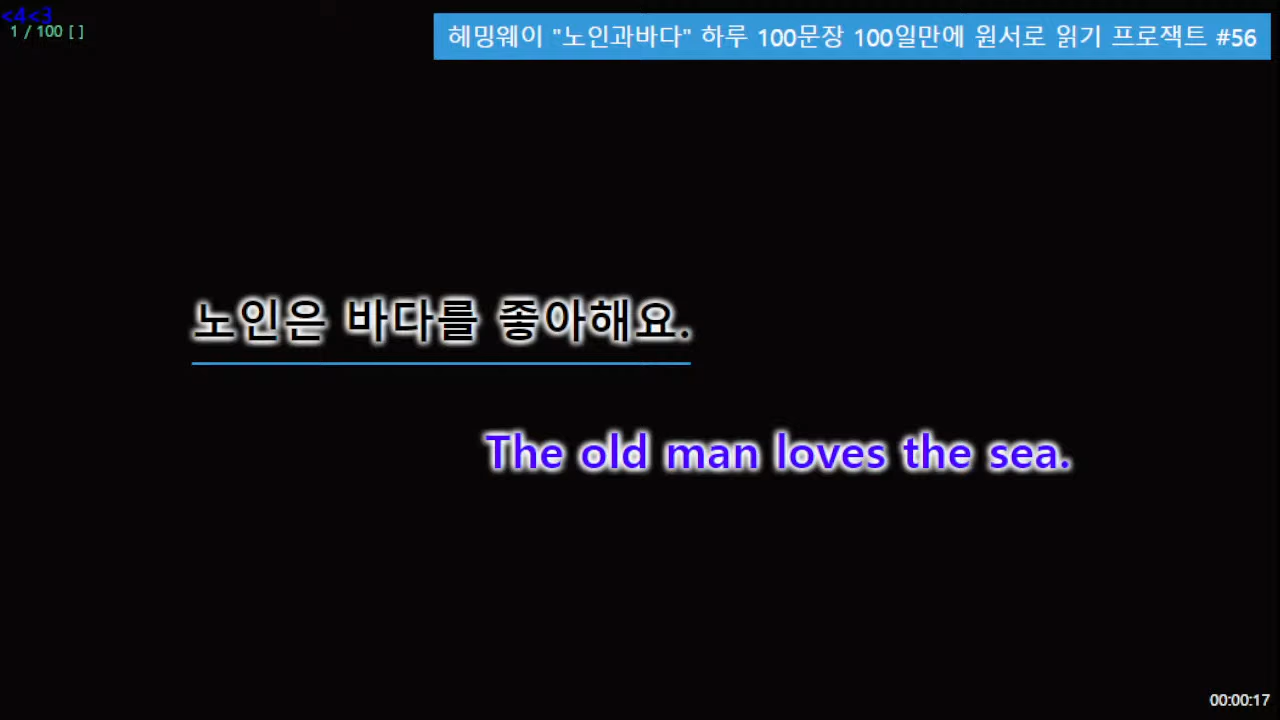 <4<3
1 / 100 [ ]
헤밍웨이 "노인과바다" 하루 100문장 100일만에 원서로 읽기 프로잭트 #56
노인은 바다를 좋아해요.
The old man loves the sea.
00:00:17